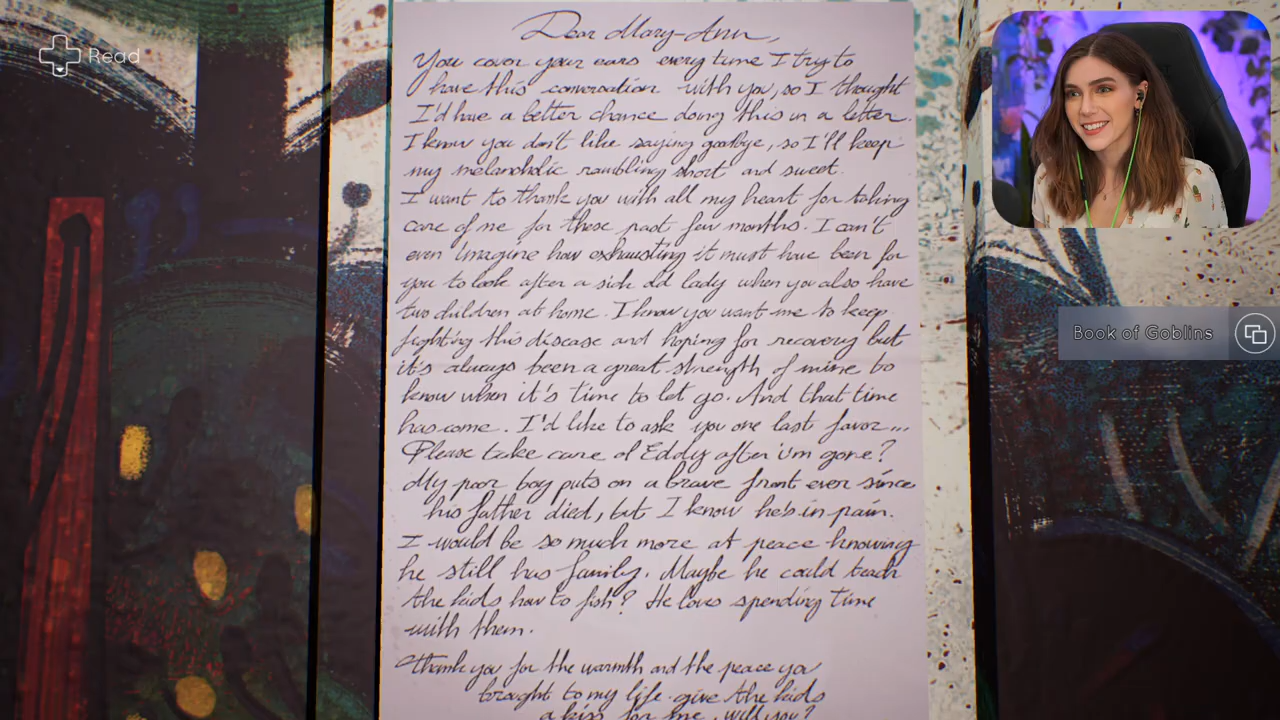 Read
Dear Mary-Ann,
You cover your ears everytime I try to
have this conversation with you, so I thought
I'd have a better chance doing this in a letter.
I know you don't like saying goodbye, so I'll keep
my melancholic rambling short and sweet.
I want to thank you with all my heart for taking
care of me for these past few months. I can't
even imagine how exhausting it must have been for
you to look after a sick old lady when you also have
two children at home. I know you want me to keep
fighting this disease and hoping for recovery but
it's always been a great strength of mine to
know when it's time to let go. And that time
has come. I'd like to ask you one last favor...
Please take care of Eddy after i'm gone?
My poor boy puts on a brave front ever since
his father died, but I know he's in pain.
I would be so much more at peace knowing
he still has family. Maybe he could teach
the kids how to fish? He loves spending time
with them.
Thank you for the warmth and the peace you
brought to my life. give the kids
a kiss for me, will you?
Book of Goblins